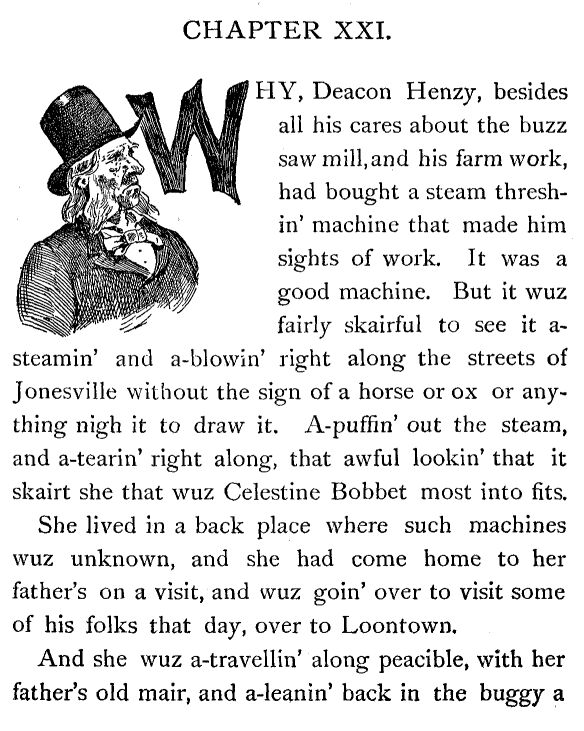 CHAPTER XXI.
WHY, Deacon Henzy, besides
all his cares about the buzz
saw mill, and his farm work,
had bought a steam thresh-
in’ machine that made him
sights of work. It was a
good machine. But it wuz
fairly skairful to see it a-
steamin’ and a-blowin’ right along the streets of
Jonesville without the sign of a horse or ox or any-
thing nigh it to draw it. A-puffin’ out the steam,
and a-tearin’ right along, that awful lookin’ that it
skairt she that wuz Celestine Bobbet most into fits.
She lived in a back place where such machines
wuz unknown, and she had come home to her
father’s on a visit, and wuz goin’ over to visit some
of his folks that day, over to Loontown.
And she wuz a-travellin’ along peacible, with her
father’s old mair, and a-leanin’ back in the buggy a